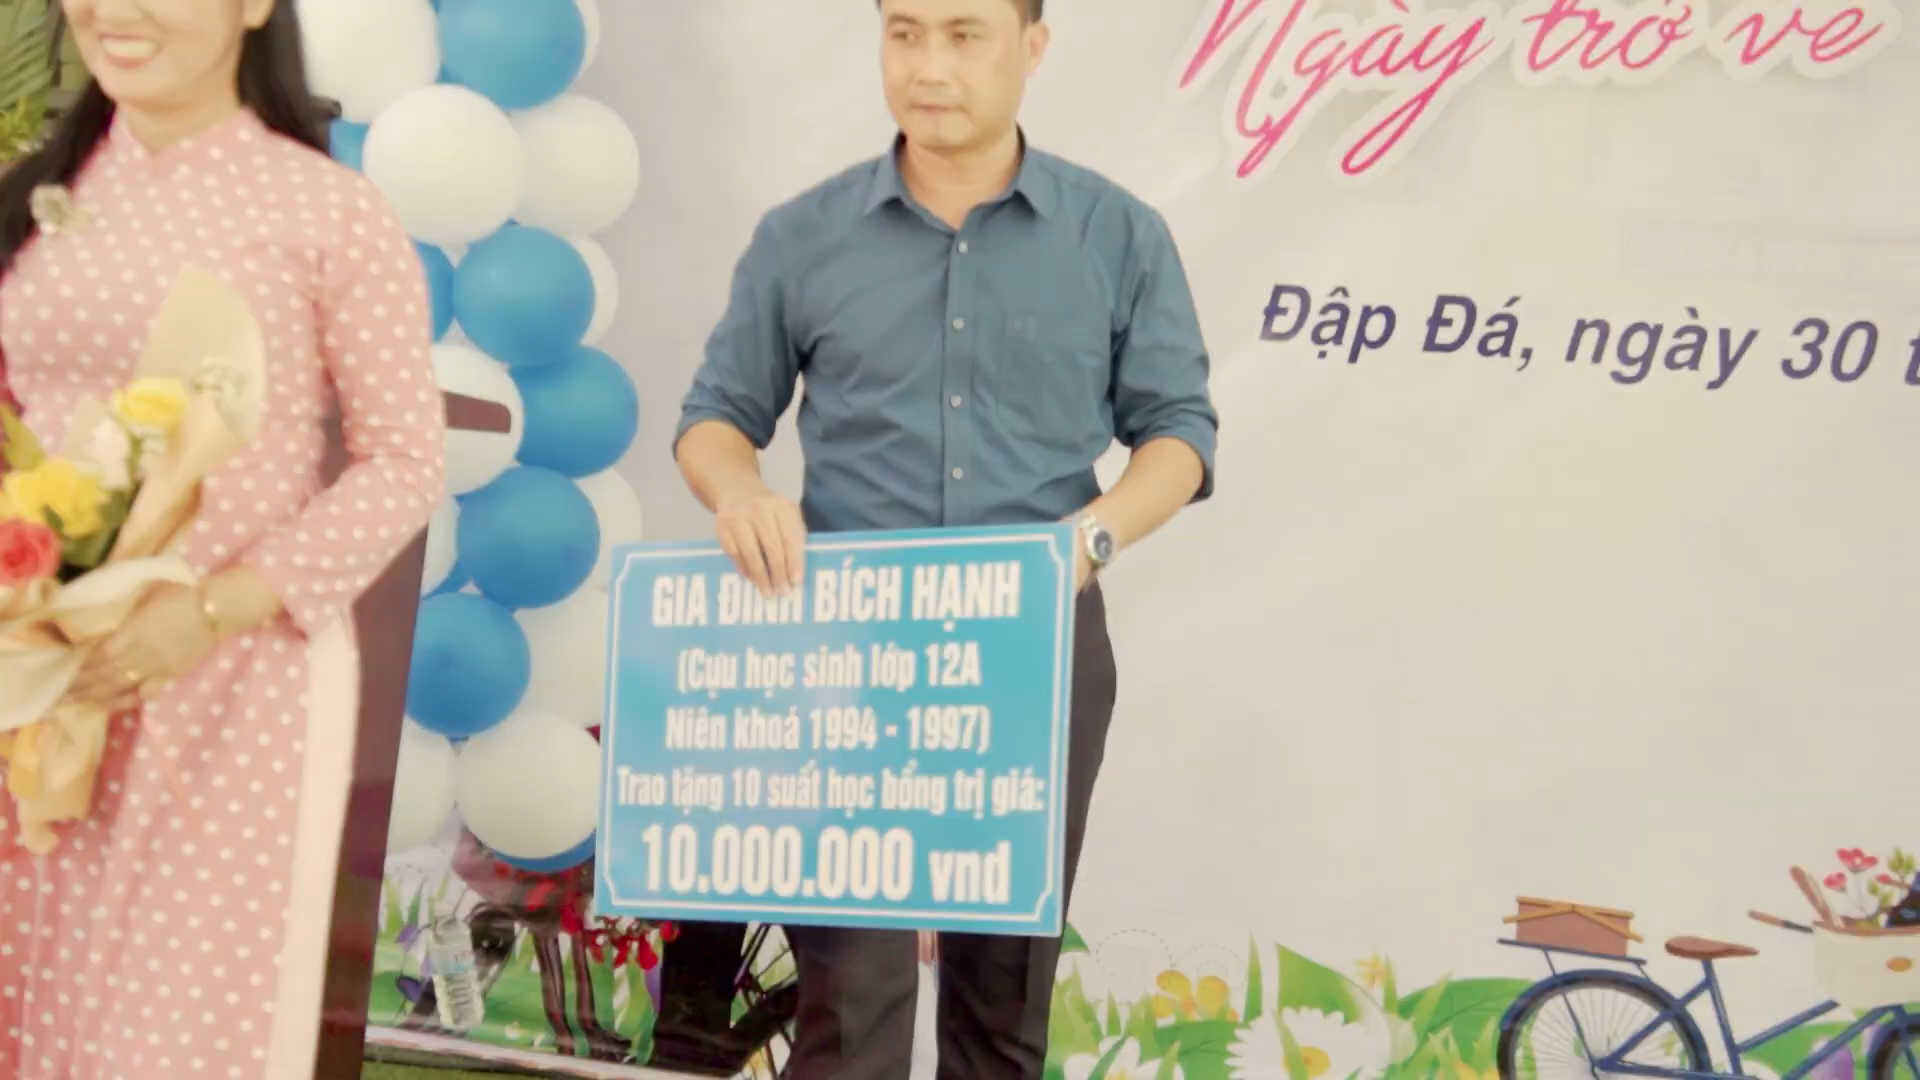 Ngày trở về
Đập Đá, ngày 30
GIA ĐÌNH BÍCH HẠNH
(Cựu học sinh lớp 12A
Niên khoá 1994 - 1997)
Trao tặng 10 suất học bổng trị giá:
10.000.000 vnđ